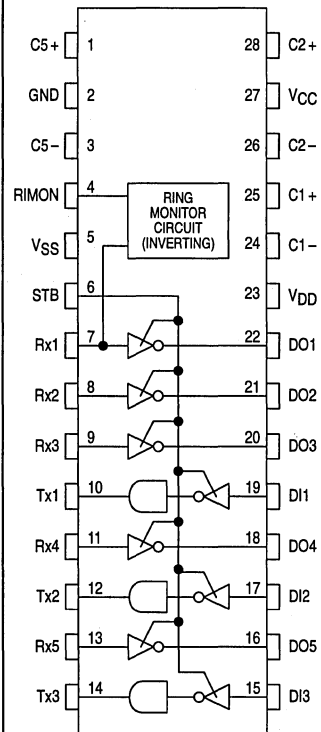 C5+ 1 28 C2+
GND 2 27 VCC
C5− 3 26 C2−
RIMON 4 RING MONITOR CIRCUIT (INVERTING) 25 C1+
VSS 5 24 C1−
STB 6 23 VDD
Rx1 7 22 DO1
Rx2 8 21 DO2
Rx3 9 20 DO3
Tx1 10 19 DI1
Rx4 11 18 DO4
Tx2 12 17 DI2
Rx5 13 16 DO5
Tx3 14 15 DI3